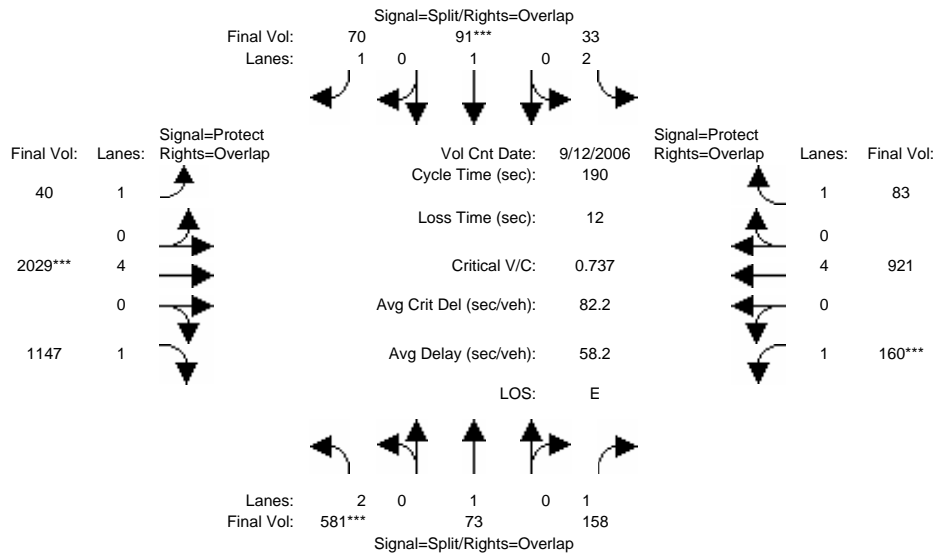 Signal=Split/Rights=Overlap
Final Vol: 70 91*** 33
Lanes: 1 0 1 0 2
Signal=Protect
Final Vol: Lanes: Rights=Overlap
Vol Cnt Date: 9/12/2006
Signal=Protect
Rights=Overlap Lanes: Final Vol:
Cycle Time (sec): 190
40 1
1 83
Loss Time (sec): 12
0
0
2029*** 4
Critical V/C: 0.737
4 921
0
Avg Crit Del (sec/veh): 82.2
0
1147 1
Avg Delay (sec/veh): 58.2
1 160***
LOS: E
Lanes: 2 0 1 0 1
Final Vol: 581*** 73 158
Signal=Split/Rights=Overlap